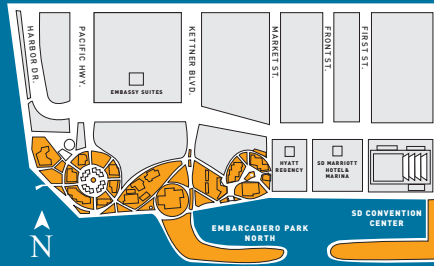 HARBOR DR.
PACIFIC HWY.
KETTNER BLVD.
MARKET ST.
FRONT ST.
FIRST ST.
EMBASSY SUITES
HYATT
REGENCY
SD MARRIOTT
HOTEL &
MARINA
SD CONVENTION
CENTER
EMBARCADERO PARK
NORTH
N